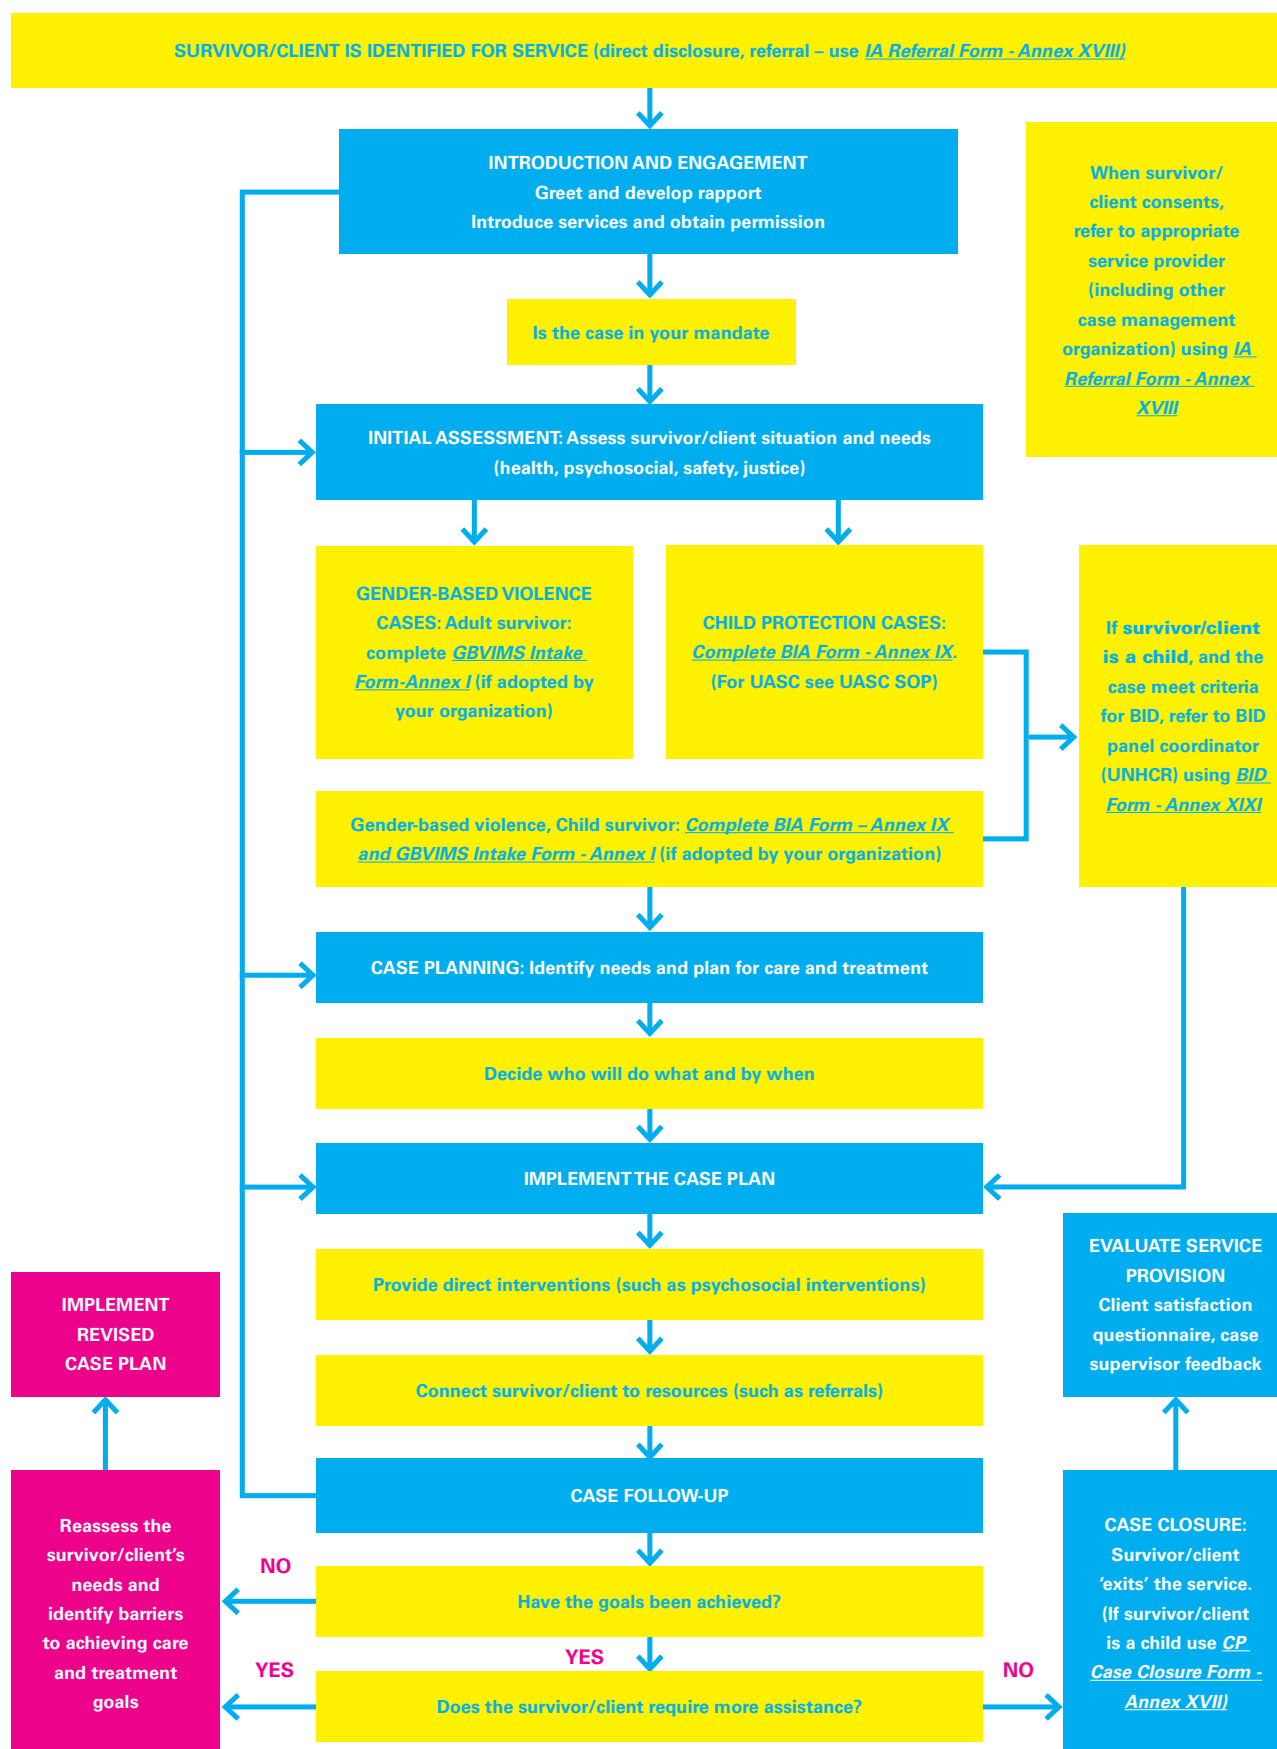 SURVIVOR/CLIENT IS IDENTIFIED FOR SERVICE (direct disclosure, referral – use IA Referral Form - Annex XVIII)
INTRODUCTION AND ENGAGEMENT
Greet and develop rapport
Introduce services and obtain permission
When survivor/
client consents,
refer to appropriate
service provider
(including other
case management
organization) using IA
Referral Form - Annex
XVIII
Is the case in your mandate
INITIAL ASSESSMENT: Assess survivor/client situation and needs
(health, psychosocial, safety, justice)
GENDER-BASED VIOLENCE
CASES: Adult survivor:
complete GBVIMS Intake
Form-Annex I (if adopted by
your organization)
CHILD PROTECTION CASES:
Complete BIA Form - Annex IX.
(For UASC see UASC SOP)
If survivor/client
is a child, and the
case meet criteria
for BID, refer to BID
panel coordinator
(UNHCR) using BID
Form - Annex XIXI
Gender-based violence, Child survivor: Complete BIA Form – Annex IX
and GBVIMS Intake Form - Annex I (if adopted by your organization)
CASE PLANNING: Identify needs and plan for care and treatment
Decide who will do what and by when
IMPLEMENT THE CASE PLAN
Provide direct interventions (such as psychosocial interventions)
Connect survivor/client to resources (such as referrals)
EVALUATE SERVICE
PROVISION
Client satisfaction
questionnaire, case
supervisor feedback
IMPLEMENT
REVISED
CASE PLAN
CASE FOLLOW-UP
Reassess the
survivor/client's
needs and
identify barriers
to achieving care
and treatment
goals
NO
Have the goals been achieved?
YES
YES
Does the survivor/client require more assistance?
NO
CASE CLOSURE:
Survivor/client
‘exits’ the service.
(If survivor/client
is a child use CP
Case Closure Form -
Annex XVII)